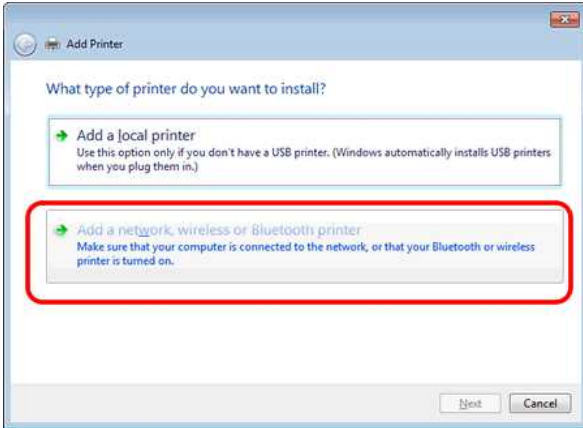 Add Printer
What type of printer do you want to install?
Add a local printer
Use this option only if you don't have a USB printer. (Windows automatically installs USB printers
when you plug them in.)
Add a network, wireless or Bluetooth printer
Make sure that your computer is connected to the network, or that your Bluetooth or wireless
printer is turned on.
Next Cancel